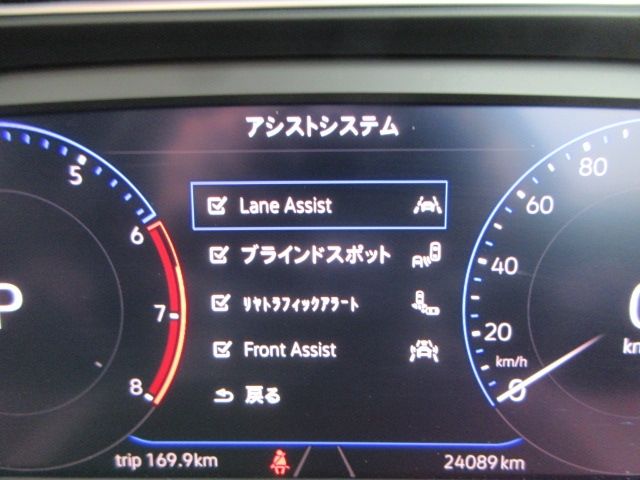 アシストシステム
Lane Assist
ブラインドスポット
リヤトラフィックアラート
Front Assist
戻る
5
6
7
8
P
80
60
40
20
0
km/h
0
km
trip 169.9km
24089km